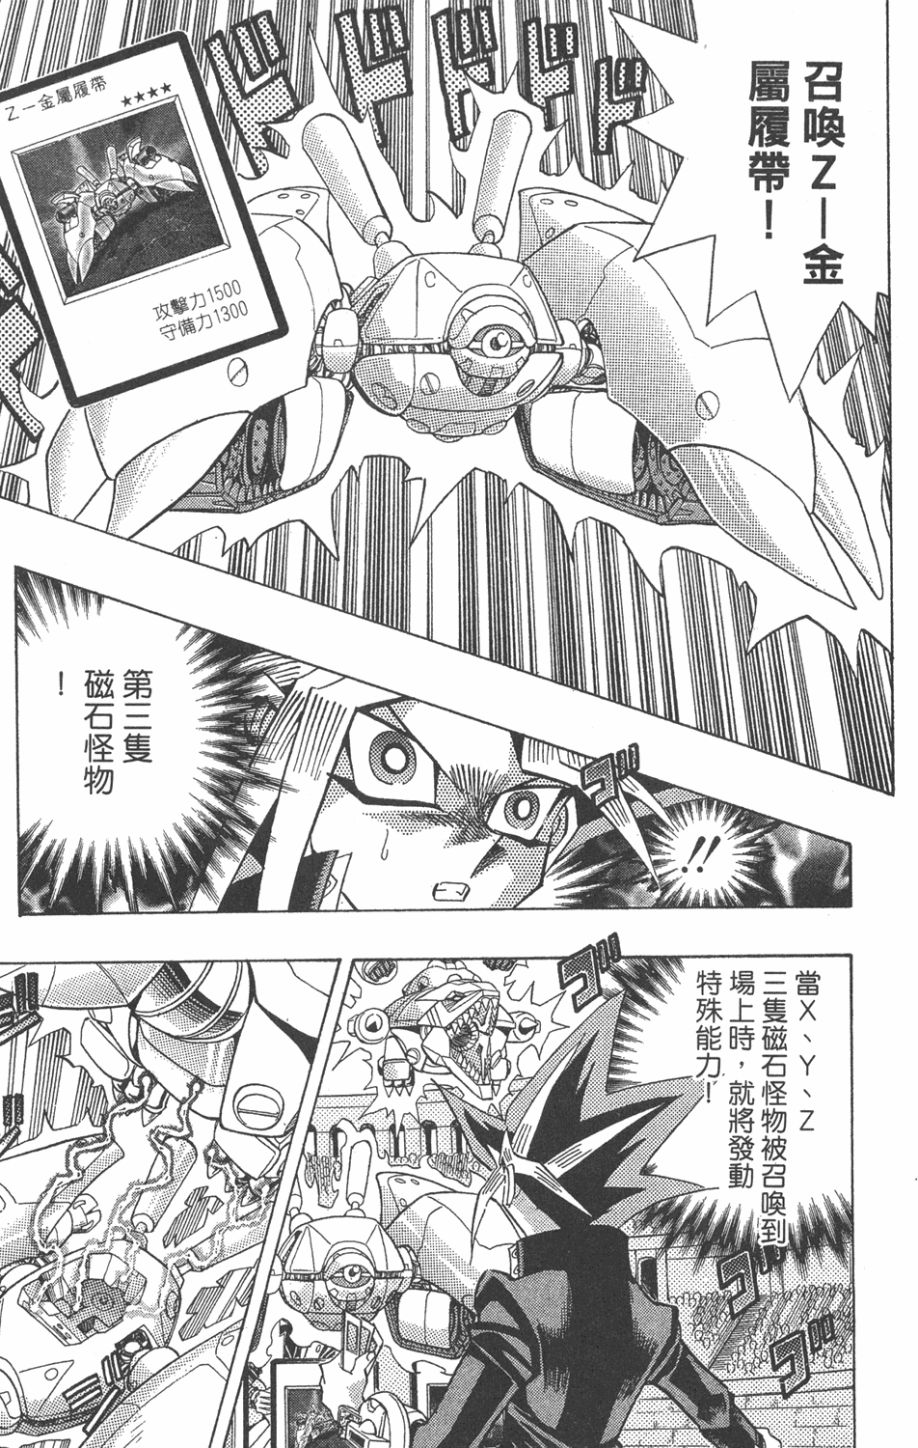 召喚Z—金
屬履帶！
Z—金屬履帶
★★★★
攻擊力1500
守備力1300
ドドドドド
第三隻
磁石怪物
！
ゴ
!!
ゴ
當X、Y、Z
三隻磁石怪物被召喚到
場上時，就將發動
特殊能力！
ゴ
ゴ